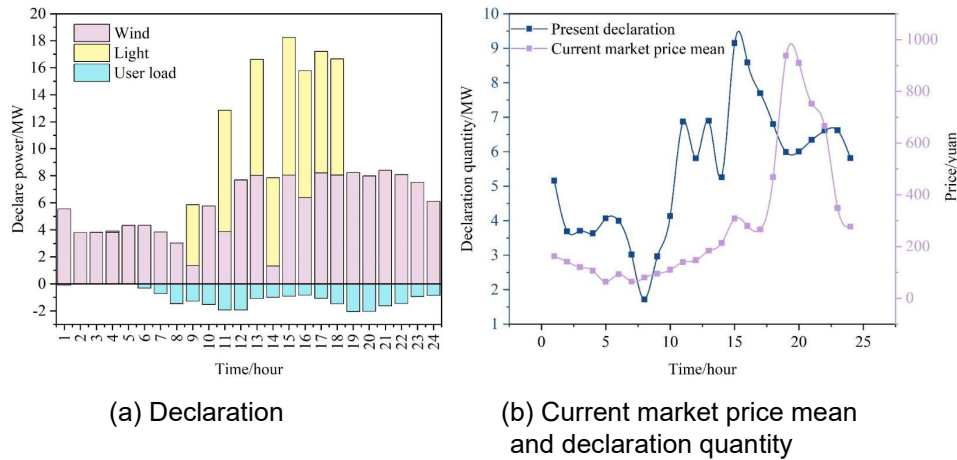 20
18
16
14
12
10
8
6
4
2
0
-2
Declare power/MW
Wind
Light
User load
1 2 3 4 5 6 7 8 9 10 11 12 13 14 15 16 17 18 19 20 21 22 23 24
Time/hour
(a) Declaration
10
9
8
7
6
5
4
3
2
1
Declaration quantity/MW
Present declaration
Current market price mean
1000
800
600
400
200
0
Price/yuan
0 5 10 15 20 25
Time/hour
(b) Current market price mean
and declaration quantity